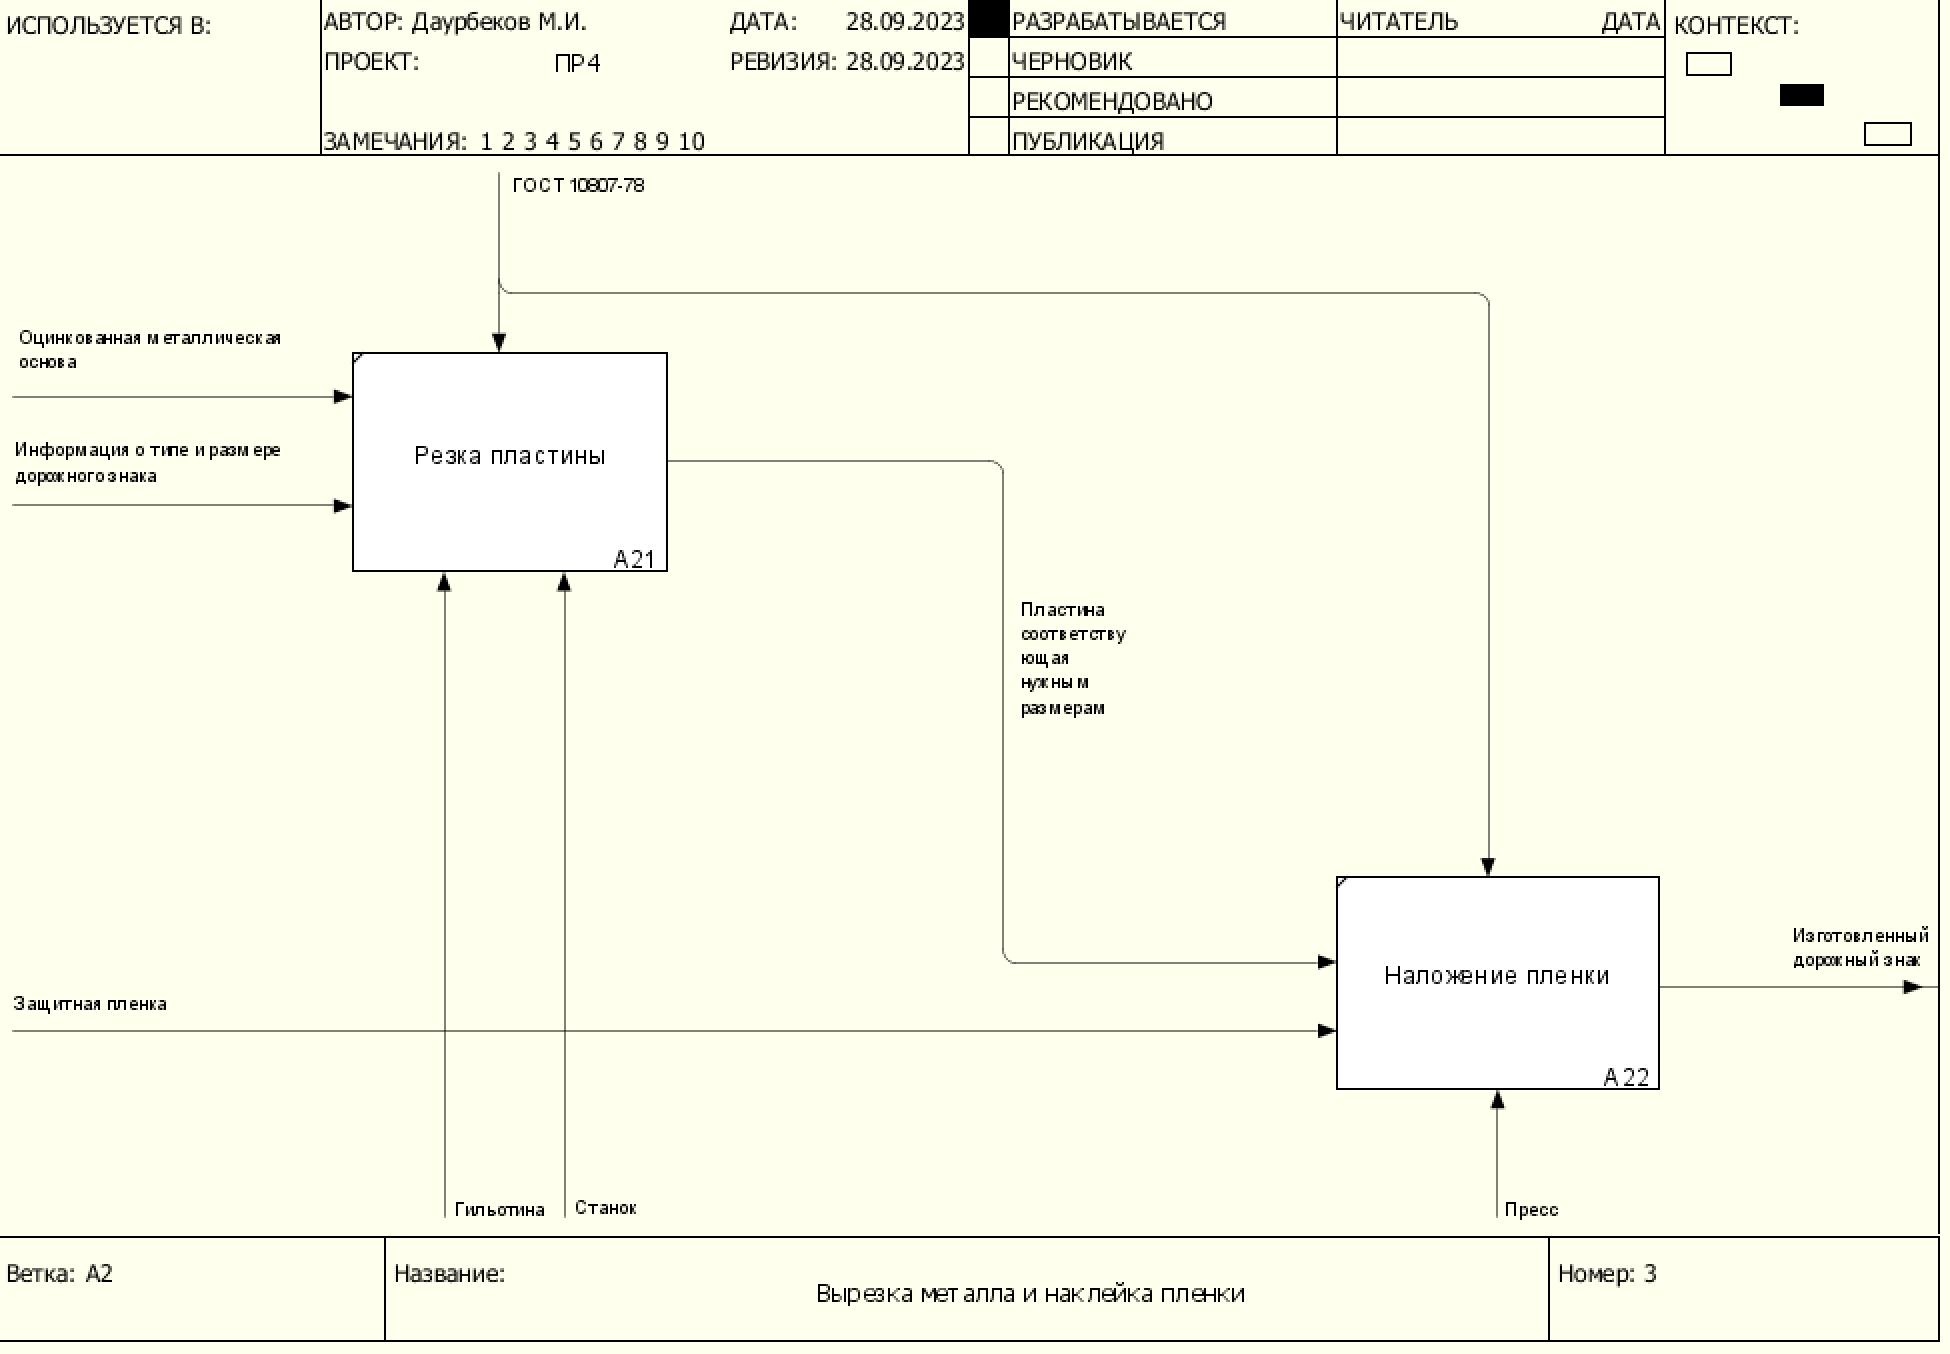 ИСПОЛЬЗУЕТСЯ В:
АВТОР: Даурбеков М.И.
ДАТА: 28.09.2023
ПРОЕКТ: ПР4
РЕВИЗИЯ: 28.09.2023
ЗАМЕЧАНИЯ: 1 2 3 4 5 6 7 8 9 10
РАЗРАБАТЫВАЕТСЯ
ЧЕРНОВИК
РЕКОМЕНДОВАНО
ПУБЛИКАЦИЯ
ЧИТАТЕЛЬ ДАТА
КОНТЕКСТ:
ГОСТ 10807-78
Оцинкованная металлическая
основа
Информация о типе и размере
дорожного знака
Резка пластины
A21
Пластина
соответству
ющая
нужным
размерам
Защитная пленка
Наложение пленки
A22
Изготовленный
дорожный знак
Гильотина
Станок
Пресс
Ветка: A2
Название:
Вырезка металла и наклейка пленки
Номер: 3